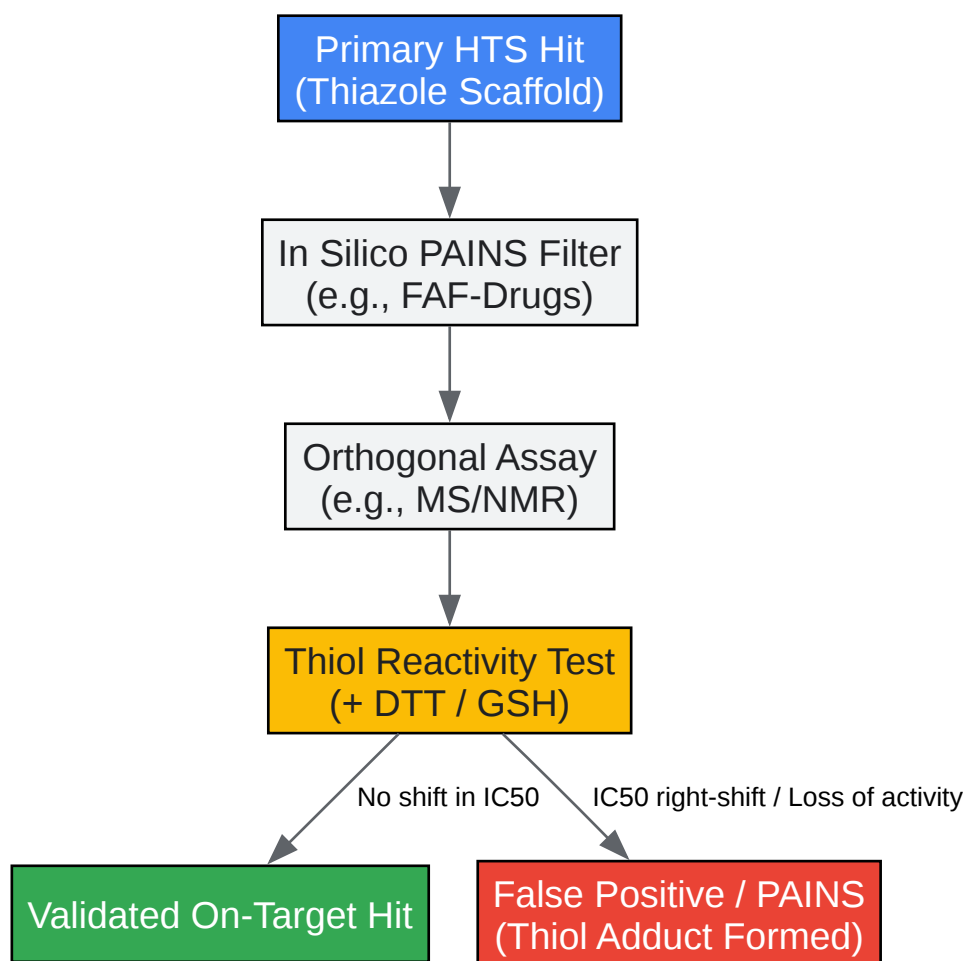 Primary HTS Hit
(Thiazole Scaffold)
In Silico PAINS Filter
(e.g., FAF-Drugs)
Orthogonal Assay
(e.g., MS/NMR)
Thiol Reactivity Test
(+ DTT / GSH)
No shift in IC50
IC50 right-shift / Loss of activity
Validated On-Target Hit
False Positive / PAINS
(Thiol Adduct Formed)